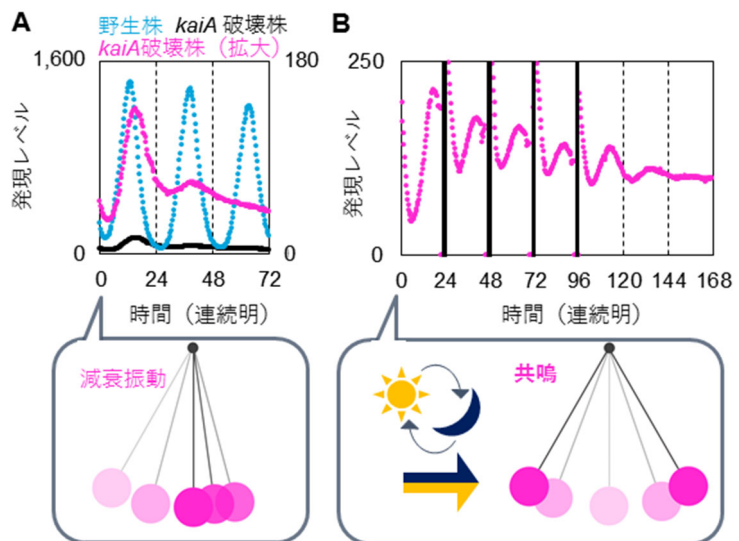 A
野生株 kaiA 破壊株
kaiA破壊株（拡大）
1,600
180
発現レベル
0
0
0 24 48 72
時間（連続明）
減衰振動
B
250
発現レベル
0
0 24 48 72 96 120 144 168
時間（連続明）
共鳴